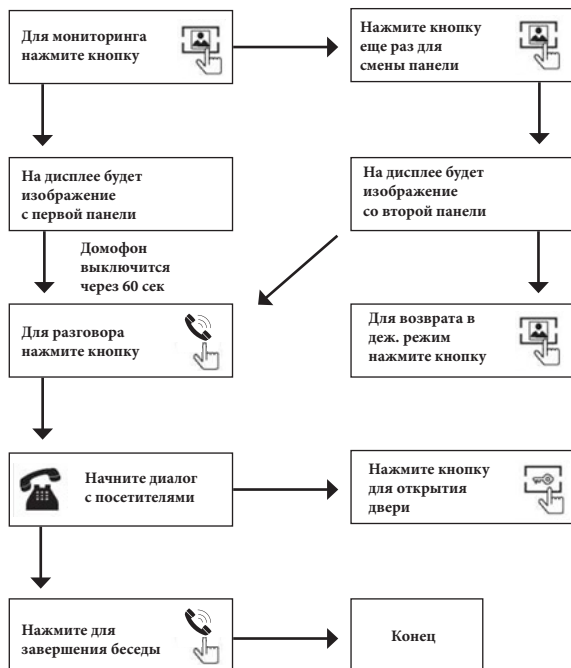 Для мониторинга
нажмите кнопку
Нажмите кнопку
еще раз для
смены панели
На дисплее будет
изображение
с первой панели
На дисплее будет
изображение
со второй панели
Домофон
выключится
через 60 сек
Для разговора
нажмите кнопку
Для возврата в
деж. режим
нажмите кнопку
Начните диалог
с посетителями
Нажмите кнопку
для открытия
двери
Нажмите для
завершения беседы
Конец